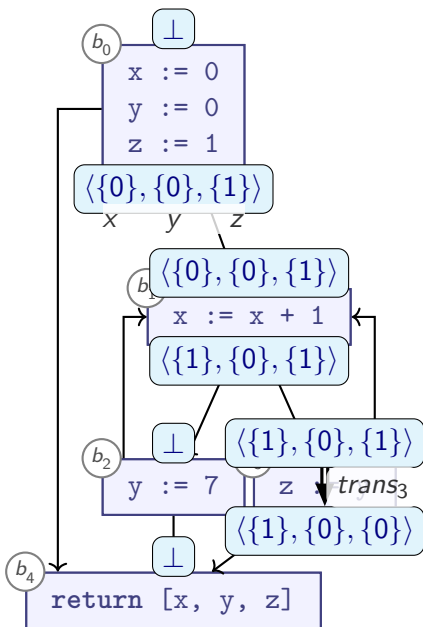 b0
⊥
x := 0
y := 0
z := 1
⟨{0}, {0}, {1}⟩
x y z
⟨{0}, {0}, {1}⟩
x := x + 1
⟨{1}, {0}, {1}⟩
⊥
⟨{1}, {0}, {1}⟩
b2
y := 7
z
trans3
⟨{1}, {0}, {0}⟩
⊥
b4
return [x, y, z]